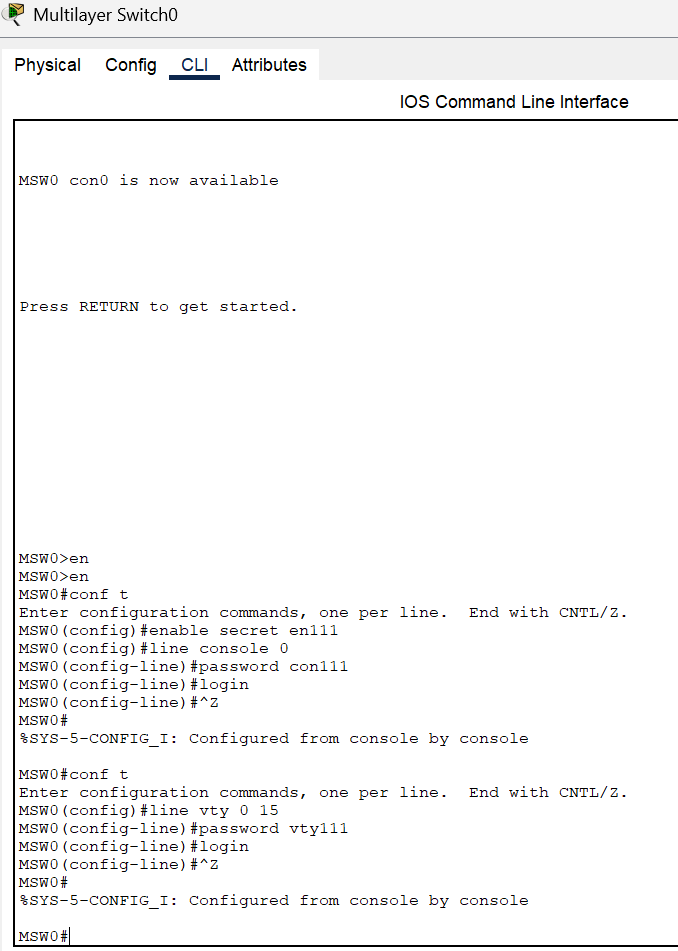 Multilayer Switch0
Physical Config CLI Attributes
IOS Command Line Interface
MSW0 con0 is now available
Press RETURN to get started.
MSW0>en
MSW0>en
MSW0#conf t
Enter configuration commands, one per line.  End with CNTL/Z.
MSW0(config)#enable secret en111
MSW0(config)#line console 0
MSW0(config-line)#password con111
MSW0(config-line)#login
MSW0(config-line)#^Z
MSW0#
%SYS-5-CONFIG_I: Configured from console by console
MSW0#conf t
Enter configuration commands, one per line.  End with CNTL/Z.
MSW0(config)#line vty 0 15
MSW0(config-line)#password vty111
MSW0(config-line)#login
MSW0(config-line)#^Z
MSW0#
%SYS-5-CONFIG_I: Configured from console by console
MSW0#